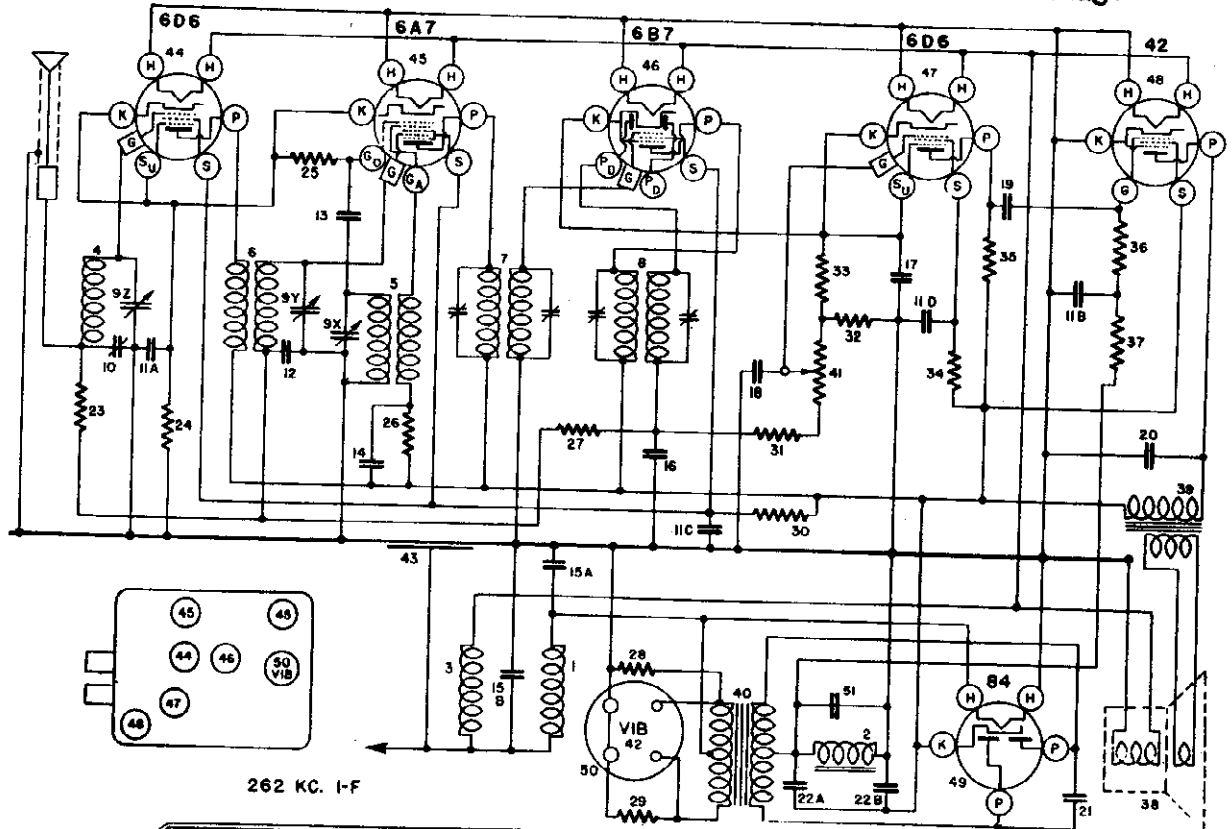 6D6 6A7 6B7 6D6 42
44 45 46 47 48
H H H H H H H H H H
K P K P K P K P K P
G SU S GO G GA S PD G PD S G SU S G S
25 13 19 36
4 6 5 7 8 33 17 35
9Z 9Y 9X 11D 11B
10 11A 12 32 37
18 41 34
23 24 26 27 31 20
14 16 39
30
11C
43 15A
45 48
44 46 50 VIB
47
48
3 15B 1 28 40 51 84
H H
VIB 42 2
K P
50 49
262 KC. I-F
29 22A 22B P 21 38